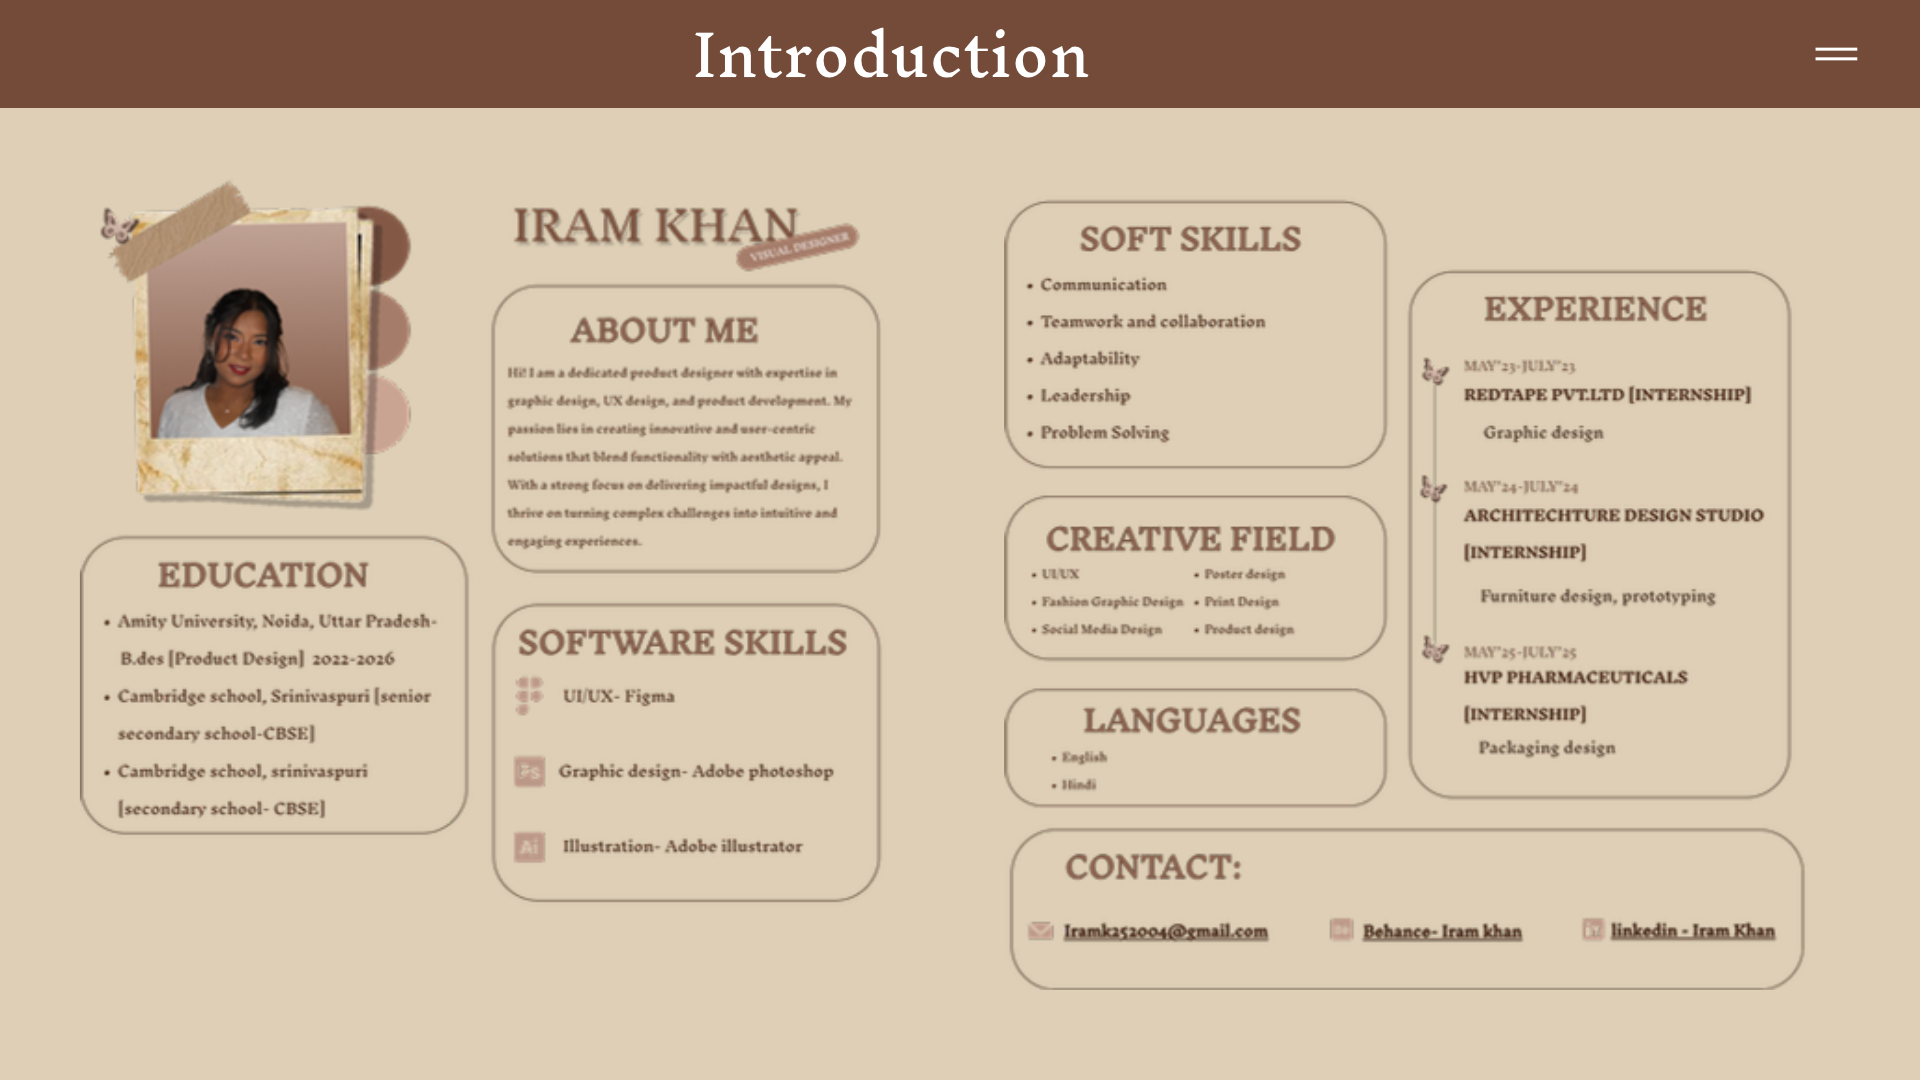 Introduction
IRAM KHAN
VISUAL DESIGNER
ABOUT ME
Hi! I am a dedicated product designer with expertise in
graphic design, UX design, and product development. My
passion lies in creating innovative and user-centric
solutions that blend functionality with aesthetic appeal.
With a strong focus on delivering impactful designs, I
thrive on turning complex challenges into intuitive and
engaging experiences.
EDUCATION
• Amity University, Noida, Uttar Pradesh-
B.des [Product Design] 2022-2026
• Cambridge school, Srinivaspuri [senior
secondary school-CBSE]
• Cambridge school, srinivaspuri
[secondary school- CBSE]
SOFTWARE SKILLS
UI/UX- Figma
Ps Graphic design- Adobe photoshop
Ai Illustration- Adobe illustrator
SOFT SKILLS
• Communication
• Teamwork and collaboration
• Adaptability
• Leadership
• Problem Solving
CREATIVE FIELD
• UI/UX
• Fashion Graphic Design
• Social Media Design
• Poster design
• Print Design
• Product design
LANGUAGES
• English
• Hindi
EXPERIENCE
MAY'23-JULY'23
REDTAPE PVT.LTD [INTERNSHIP]
Graphic design
MAY'24-JULY'24
ARCHITECHTURE DESIGN STUDIO
[INTERNSHIP]
Furniture design, prototyping
MAY'25-JULY'25
HVP PHARMACEUTICALS
[INTERNSHIP]
Packaging design
CONTACT:
Iramk252004@gmail.com
Behance- Iram khan
linkedin - Iram Khan